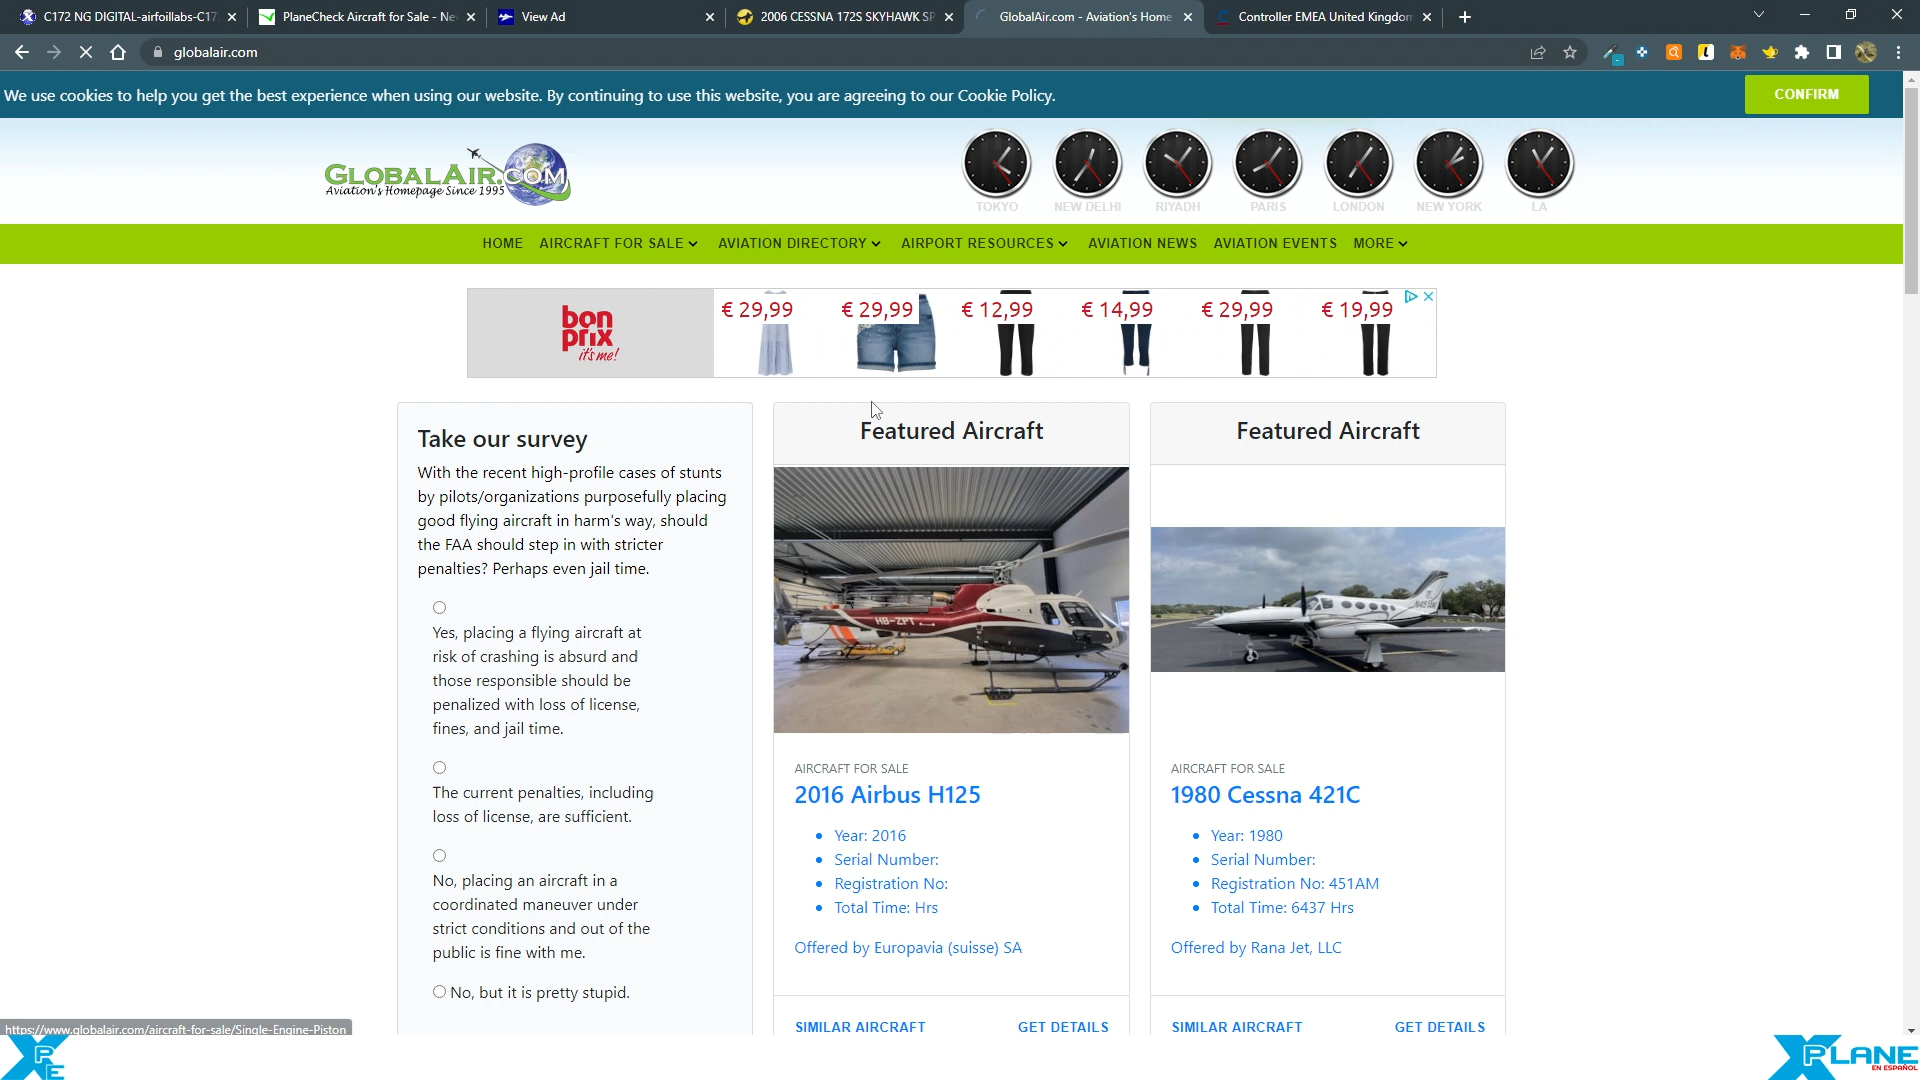 C172 NG DIGITAL-airfoillabs-C17
PlaneCheck Aircraft for Sale - Ne
View Ad
2006 CESSNA 172S SKYHAWK SP
GlobalAir.com - Aviation's Home
Controller EMEA United Kingdom
globalair.com
We use cookies to help you get the best experience when using our website. By continuing to use this website, you are agreeing to our Cookie Policy.
CONFIRM
GLOBALAIR.COM
Aviation's Homepage Since 1995
TOKYO
NEW DELHI
RIYADH
PARIS
LONDON
NEW YORK
LA
HOME
AIRCRAFT FOR SALE
AVIATION DIRECTORY
AIRPORT RESOURCES
AVIATION NEWS
AVIATION EVENTS
MORE
bon
prix
it's me!
€ 29,99
€ 29,99
€ 12,99
€ 14,99
€ 29,99
€ 19,99
Take our survey
With the recent high-profile cases of stunts
by pilots/organizations purposefully placing
good flying aircraft in harm's way, should
the FAA should step in with stricter
penalties? Perhaps even jail time.
Yes, placing a flying aircraft at
risk of crashing is absurd and
those responsible should be
penalized with loss of license,
fines, and jail time.
The current penalties, including
loss of license, are sufficient.
No, placing an aircraft in a
coordinated maneuver under
strict conditions and out of the
public is fine with me.
No, but it is pretty stupid.
Featured Aircraft
HB-ZPT
AIRCRAFT FOR SALE
2016 Airbus H125
Year: 2016
Serial Number:
Registration No:
Total Time: Hrs
Offered by Europavia (suisse) SA
SIMILAR AIRCRAFT
GET DETAILS
Featured Aircraft
AIRCRAFT FOR SALE
1980 Cessna 421C
Year: 1980
Serial Number:
Registration No: 451AM
Total Time: 6437 Hrs
Offered by Rana Jet, LLC
SIMILAR AIRCRAFT
GET DETAILS
https://www.globalair.com/aircraft-for-sale/Single-Engine-Piston
XPE
XPLANE
EN ESPAÑOL